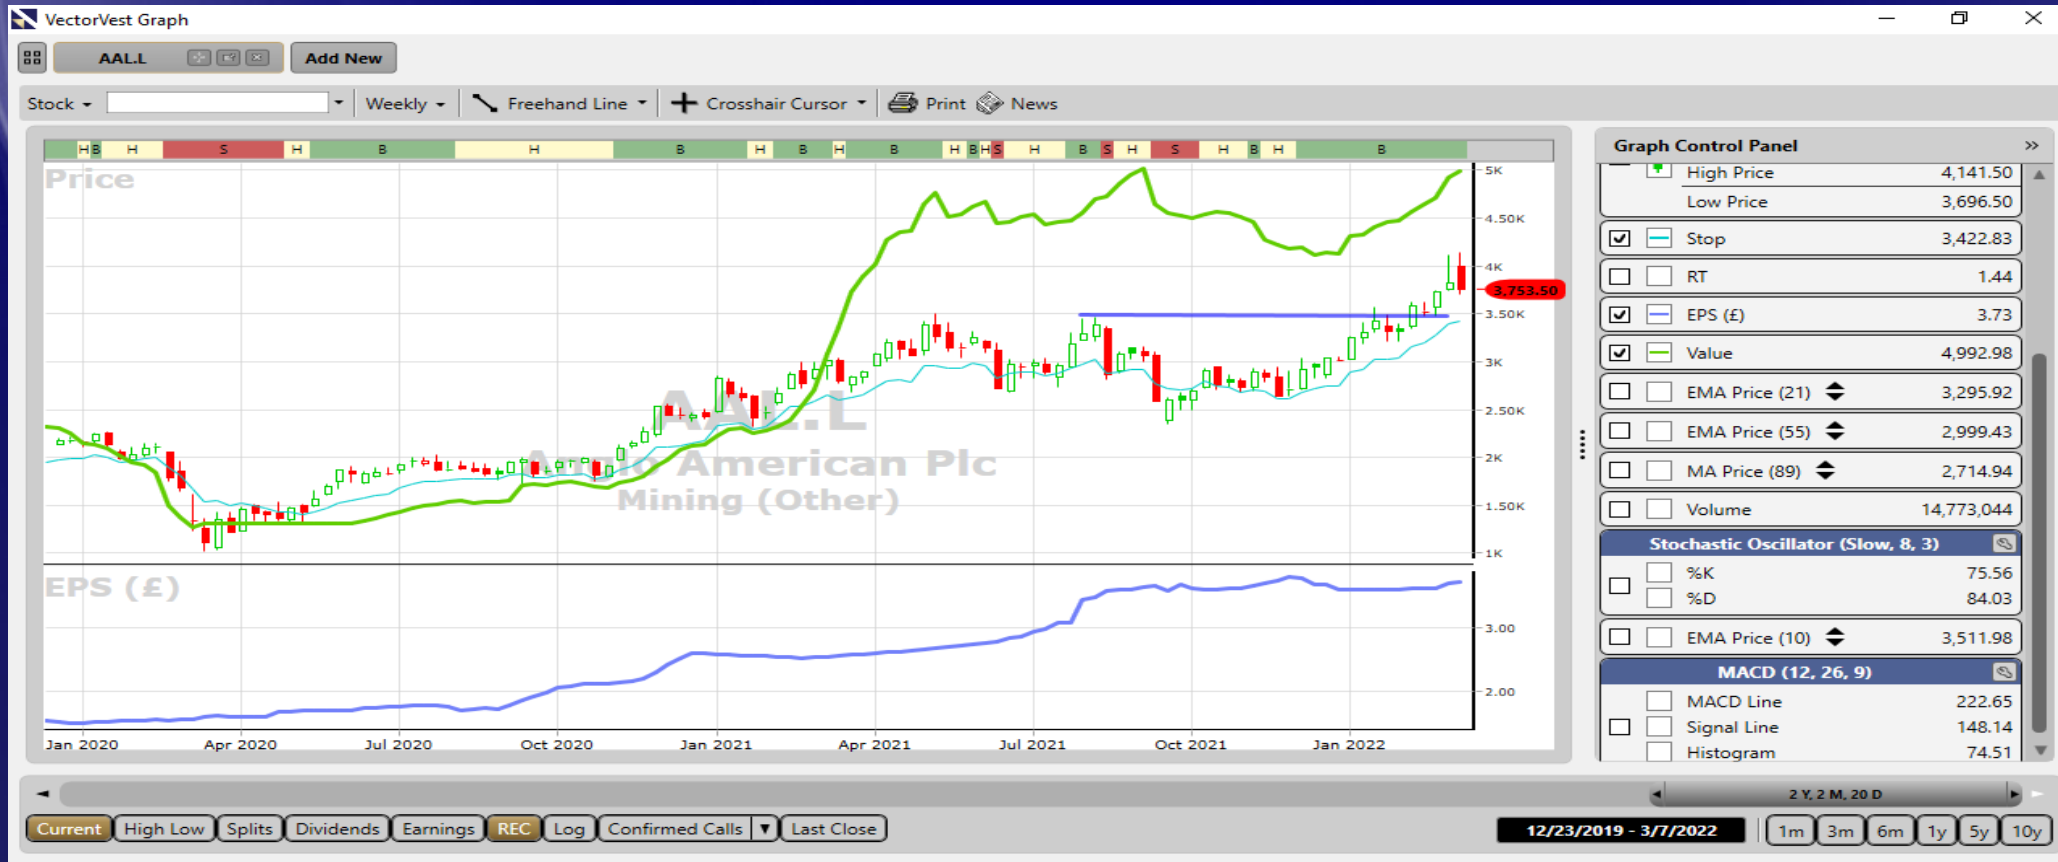 VectorVest Graph
AAL.L Add New
Stock Weekly Freehand Line Crosshair Cursor Print News
H B H S H B H B H B H B H B H S H B S H S H B H B
Price
5K
4.50K
4K
3,753.50
3.50K
3K
2.50K
2K
1.50K
1K
AAL.L
Anglo American Plc
Mining (Other)
EPS (£)
3.00
2.00
Jan 2020 Apr 2020 Jul 2020 Oct 2020 Jan 2021 Apr 2021 Jul 2021 Oct 2021 Jan 2022
Graph Control Panel »
High Price 4,141.50
Low Price 3,696.50
Stop 3,422.83
RT 1.44
EPS (£) 3.73
Value 4,992.98
EMA Price (21) 3,295.92
EMA Price (55) 2,999.43
MA Price (89) 2,714.94
Volume 14,773,044
Stochastic Oscillator (Slow, 8, 3)
%K 75.56
%D 84.03
EMA Price (10) 3,511.98
MACD (12, 26, 9)
MACD Line 222.65
Signal Line 148.14
Histogram 74.51
2 Y, 2 M, 20 D
Current High Low Splits Dividends Earnings REC Log Confirmed Calls Last Close 12/23/2019 - 3/7/2022 1m 3m 6m 1y 5y 10y